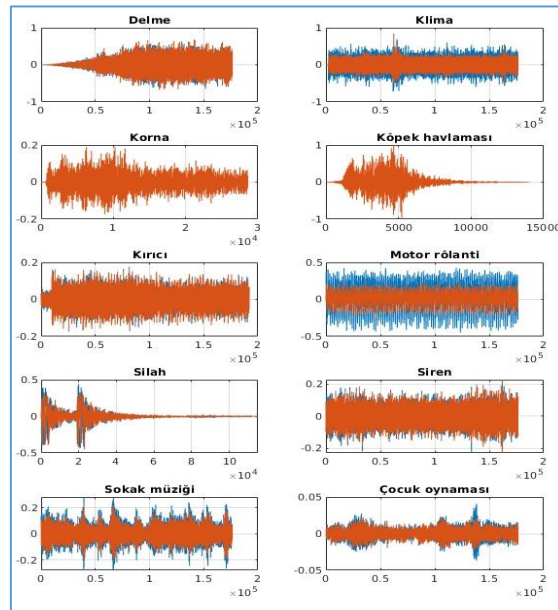 Delme
1
0
-1
0 0.5 1 1.5 2
×10^5
Klima
1
0
-1
0 0.5 1 1.5 2
×10^5
Korna
0.2
0
-0.2
0 1 2 3
×10^4
Köpek havlaması
1
0
-1
0 5000 10000 15000
Kırıcı
0.2
0
-0.2
0 0.5 1 1.5 2
×10^5
Motor rölanti
0.5
0
-0.5
0 0.5 1 1.5 2
×10^5
Silah
0.5
0
-0.5
0 2 4 6 8 10
×10^4
Siren
0.2
0
-0.2
0 0.5 1 1.5 2
×10^5
Sokak müziği
0.2
0
-0.2
0 0.5 1 1.5 2
×10^5
Çocuk oynaması
0.05
0
-0.05
0 0.5 1 1.5 2
×10^5